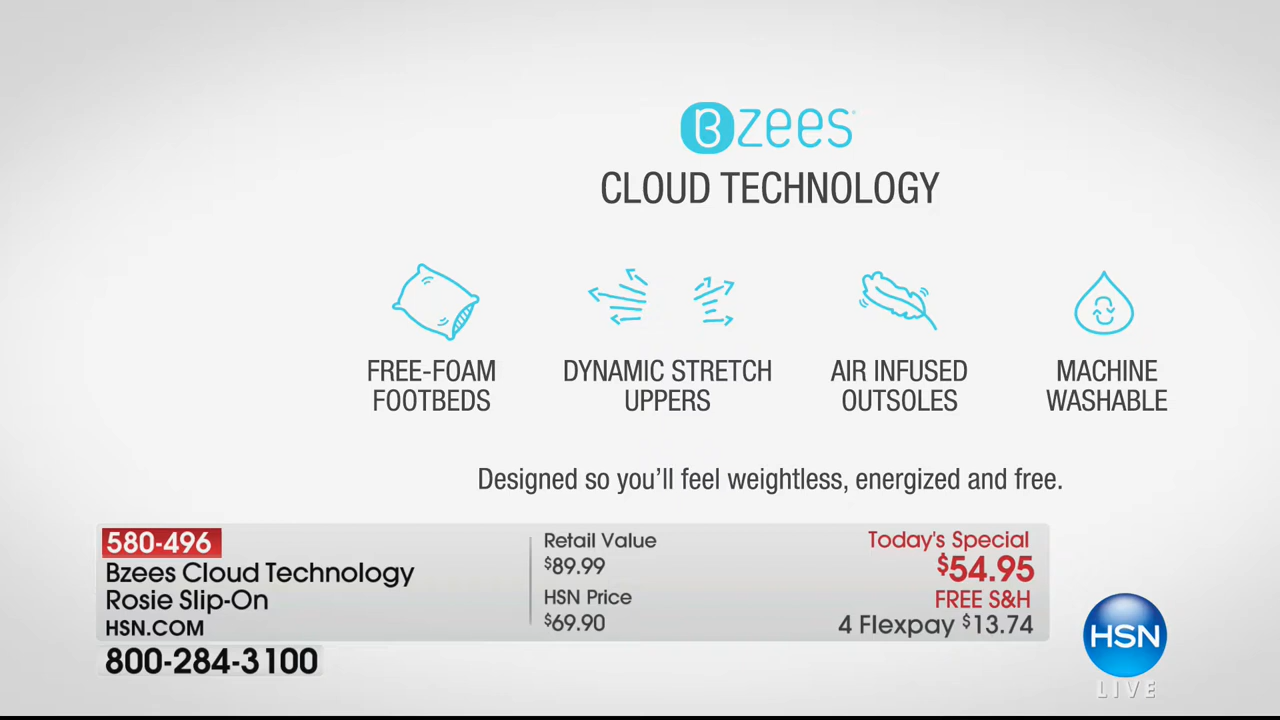 Bzees
CLOUD TECHNOLOGY
FREE-FOAM
FOOTBEDS
DYNAMIC STRETCH
UPPERS
AIR INFUSED
OUTSOLES
MACHINE
WASHABLE
Designed so you'll feel weightless, energized and free.
580-496
Bzees Cloud Technology
Rosie Slip-On
HSN.COM
800-284-3100
Retail Value
$89.99
HSN Price
$69.90
Today's Special
$54.95
FREE S&H
4 Flexpay $13.74
HSN
LIVE